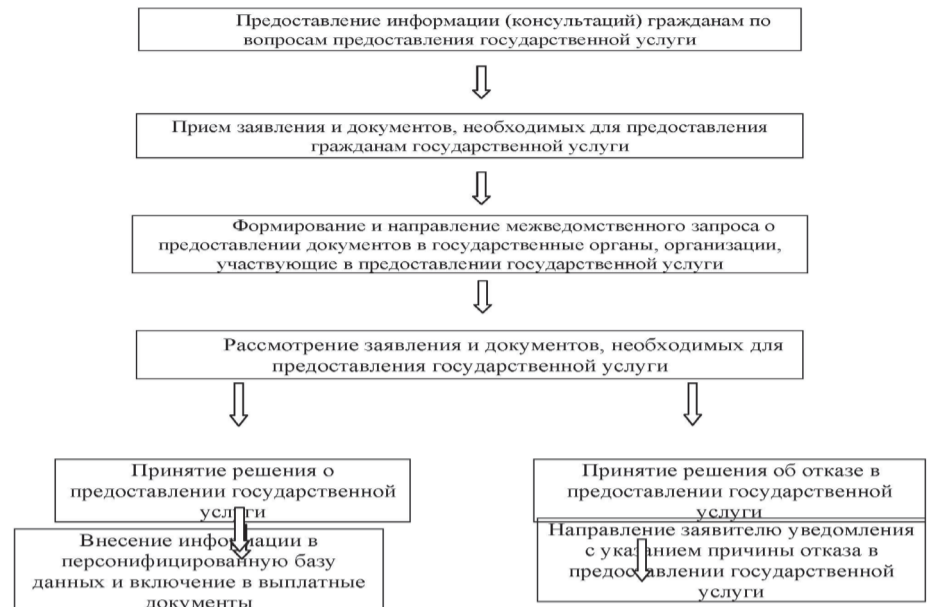 Предоставление информации (консультаций) гражданам по
вопросам предоставления государственной услуги
Прием заявления и документов, необходимых для предоставления
гражданам государственной услуги
Формирование и направление межведомственного запроса о
предоставлении документов в государственные органы, организации,
участвующие в предоставлении государственной услуги
Рассмотрение заявления и документов, необходимых для
предоставления государственной услуги
Принятие решения о
предоставлении государственной
услуги
Внесение информации в
персонифицированную базу
данных и включение в выплатные
документы
Принятие решения об отказе в
предоставлении государственной
услуги
Направление заявителю уведомления
с указанием причины отказа в
предоставлении государственной
услуги